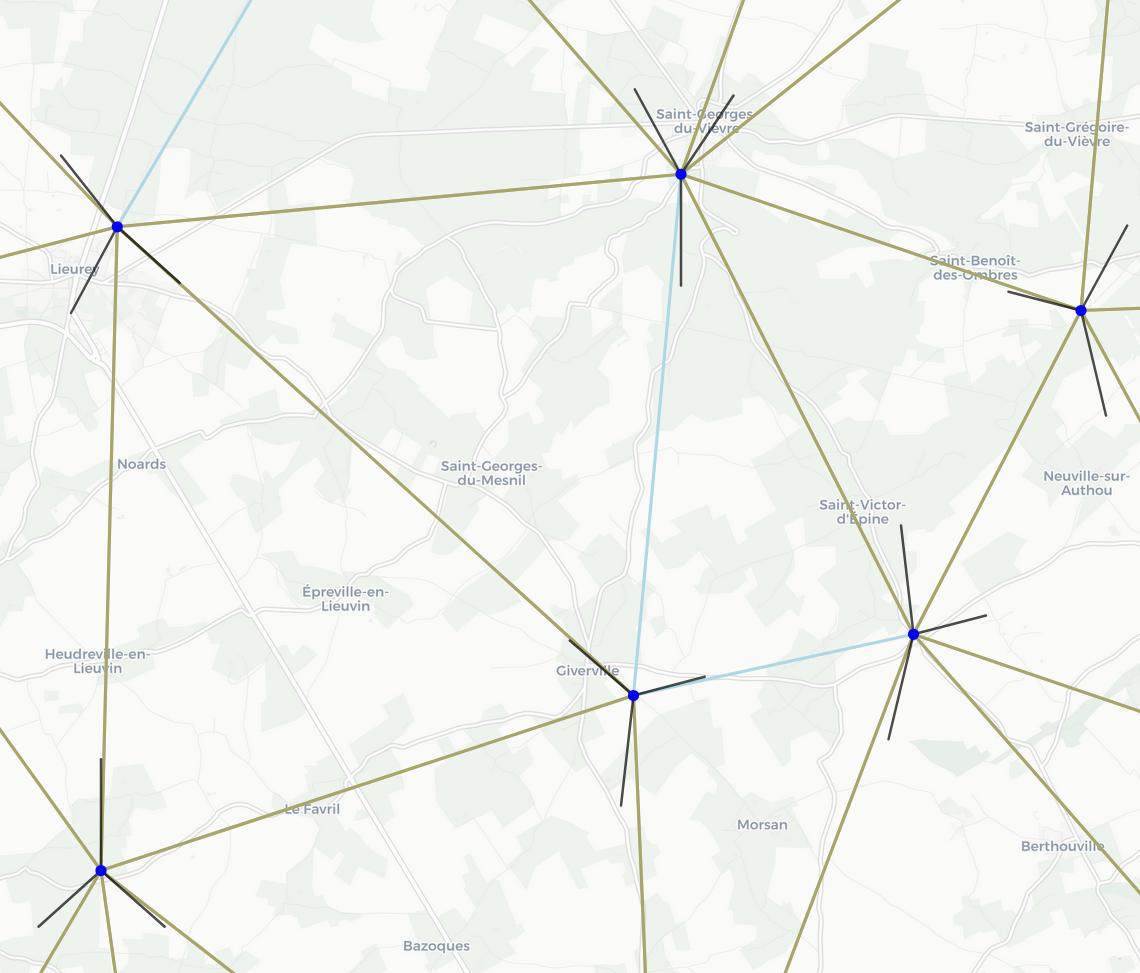 Saint-Georges
du-Vièvre
Saint-Grégoire-
du-Vièvre
Lieurey
Saint-Benoît-
des-Ombres
Noards
Saint-Georges-
du-Mesnil
Neuville-sur-
Authou
Saint-Victor-
d'Épine
Épreville-en-
Lieuvin
Heudreville-en-
Lieuvin
Giverville
Le Favril
Morsan
Berthouville
Bazoques